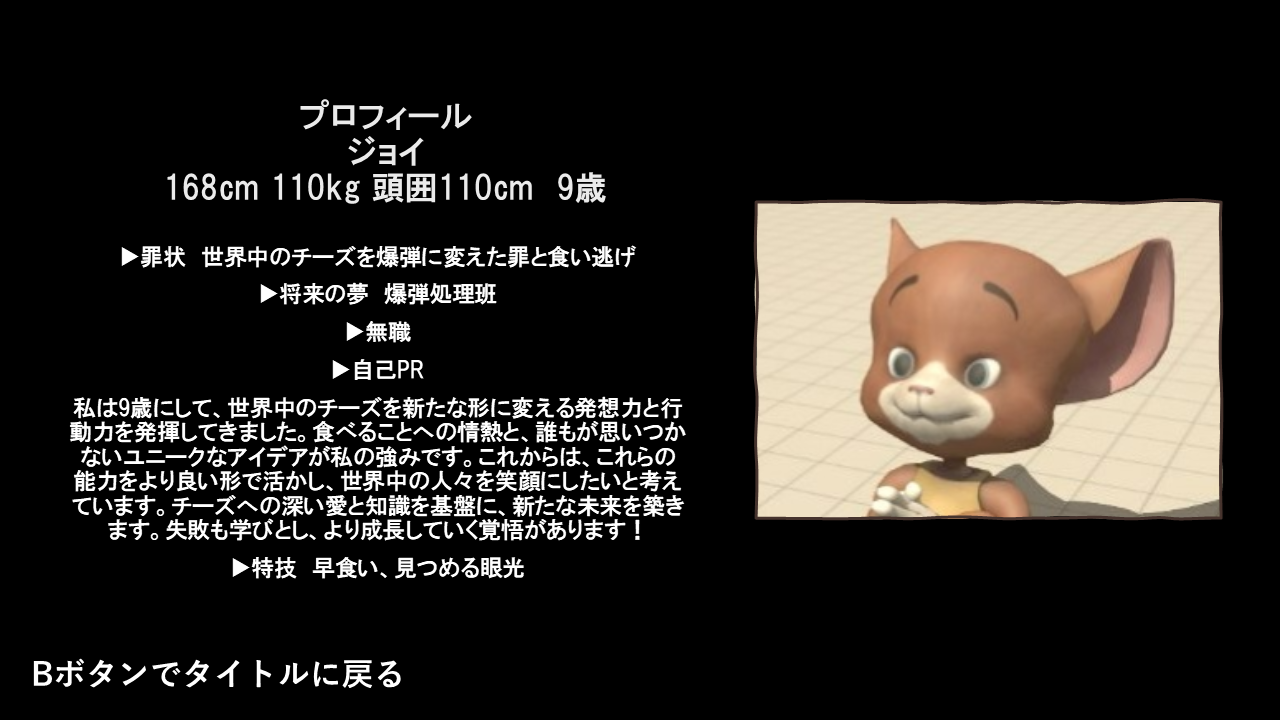 プロフィール
ジョイ
168cm 110kg 頭囲110cm　9歳
▶罪状　世界中のチーズを爆弾に変えた罪と食い逃げ
▶将来の夢　爆弾処理班
▶無職
▶自己PR
私は9歳にして、世界中のチーズを新たな形に変える発想力と行
動力を発揮してきました。食べることへの情熱と、誰もが思いつか
ないユニークなアイデアが私の強みです。これからは、これらの
能力をより良い形で活かし、世界中の人々を笑顔にしたいと考え
ています。チーズへの深い愛と知識を基盤に、新たな未来を築き
ます。失敗も学びとし、より成長していく覚悟があります！
▶特技　早食い、見つめる眼光
Bボタンでタイトルに戻る